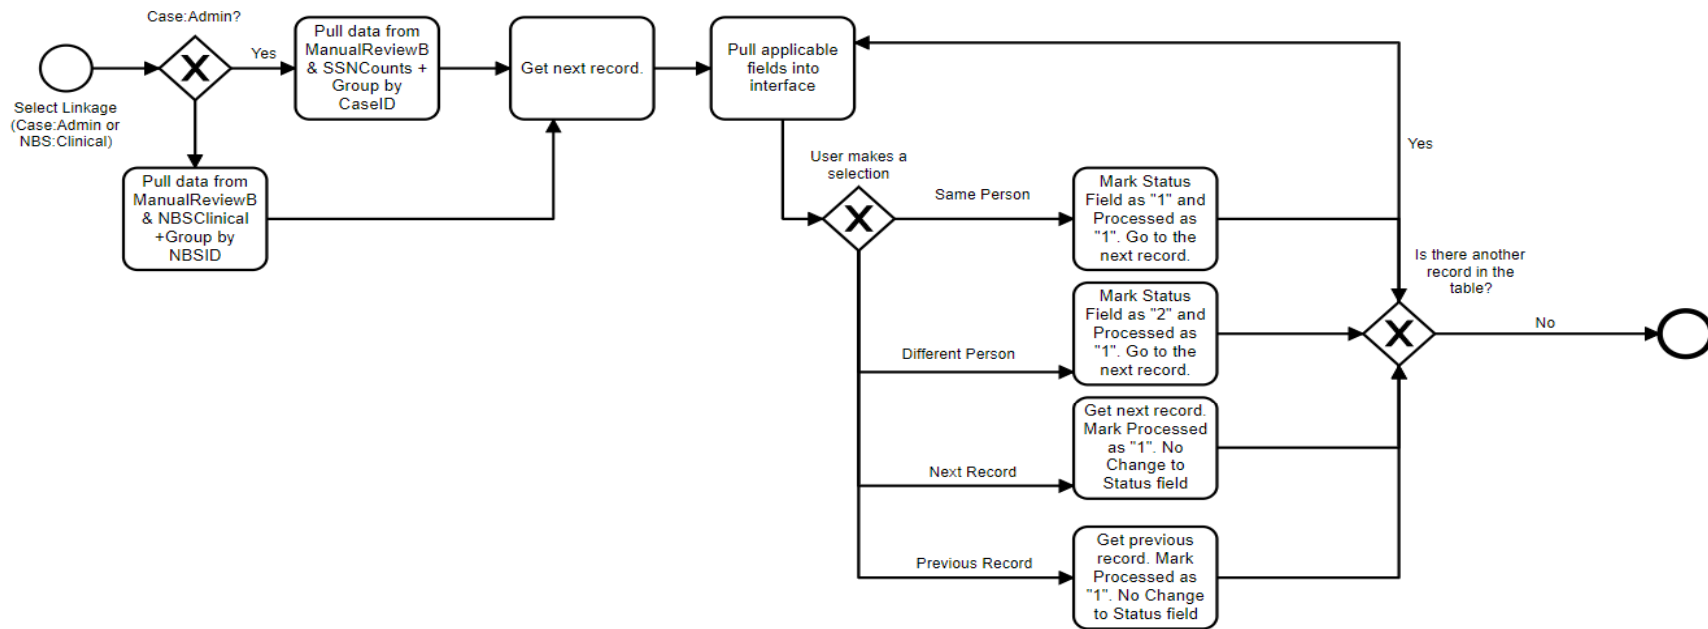 Case:Admin?
Yes
Select Linkage
(Case:Admin or
NBS:Clinical)
Pull data from
ManualReviewB
& SSNCounts +
Group by
CaseID
Get next record.
Pull applicable
fields into
interface
Pull data from
ManualReviewB
& NBSClinical
+Group by
NBSID
User makes a
selection
Same Person
Mark Status
Field as "1" and
Processed as
"1". Go to the
next record.
Yes
Is there another
record in the
table?
Different Person
Mark Status
Field as "2" and
Processed as
"1". Go to the
next record.
No
Next Record
Get next record.
Mark Processed
as "1". No
Change to
Status field
Previous Record
Get previous
record. Mark
Processed as
"1". No Change
to Status field